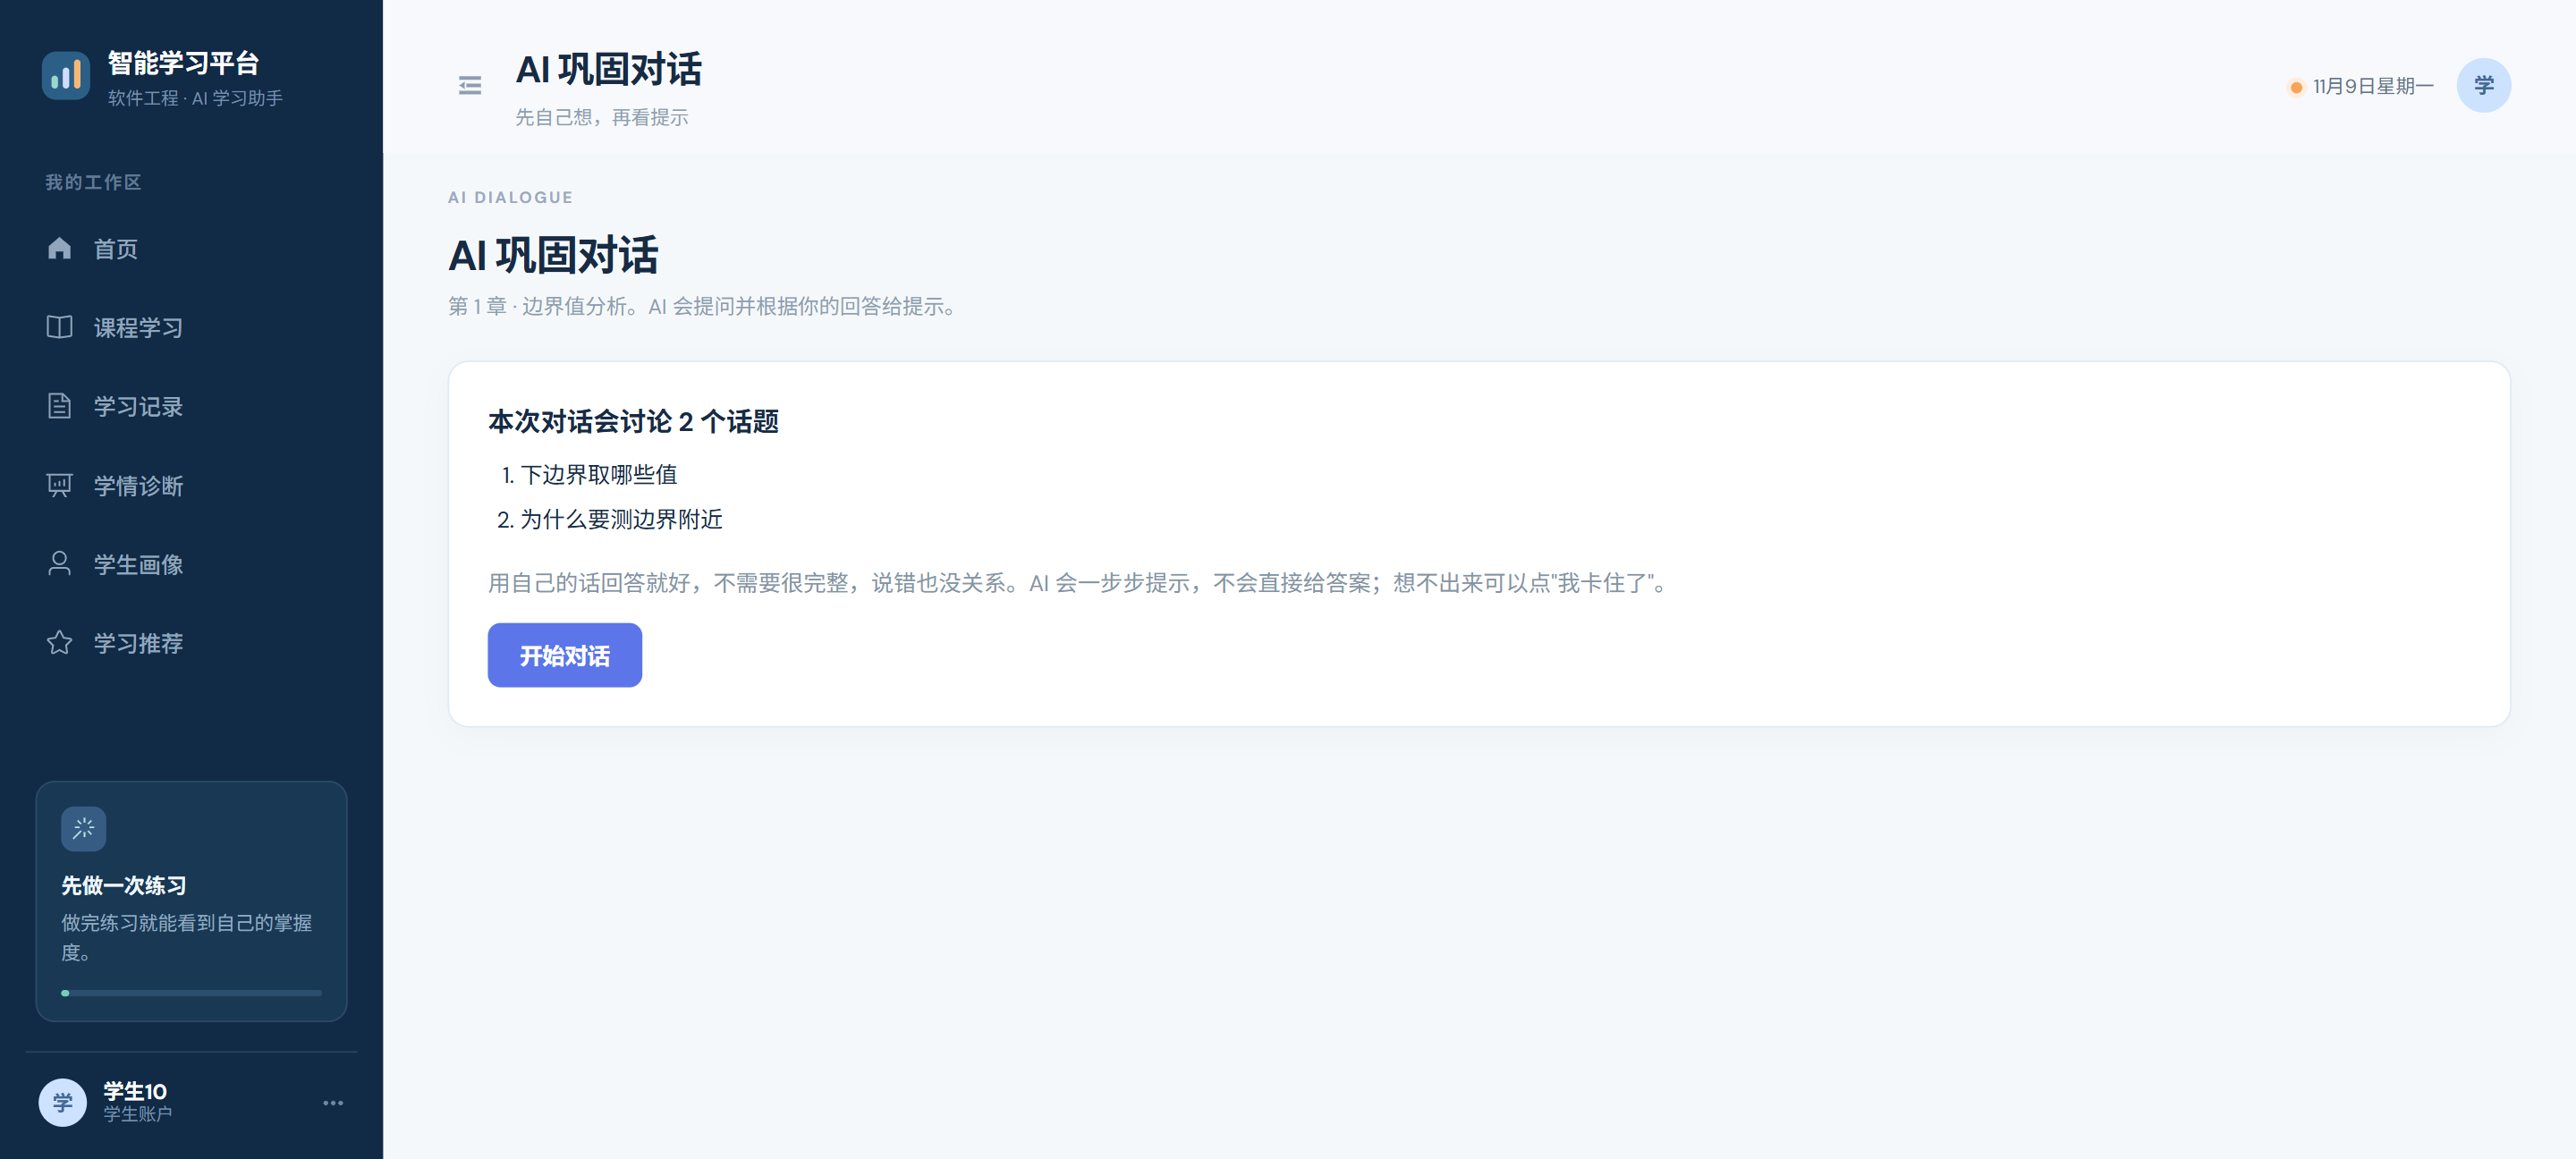 智能学习平台
软件工程 · AI 学习助手
我的工作区
首页
课程学习
学习记录
学情诊断
学生画像
学习推荐
先做一次练习
做完练习就能看到自己的掌握
度。
学
学生10
学生账户
AI 巩固对话
先自己想，再看提示
11月9日星期一
学
AI DIALOGUE
AI 巩固对话
第 1 章 · 边界值分析。AI 会提问并根据你的回答给提示。
本次对话会讨论 2 个话题
1. 下边界取哪些值
2. 为什么要测边界附近
用自己的话回答就好，不需要很完整，说错也没关系。AI 会一步步提示，不会直接给答案；想不出来可以点"我卡住了"。
开始对话